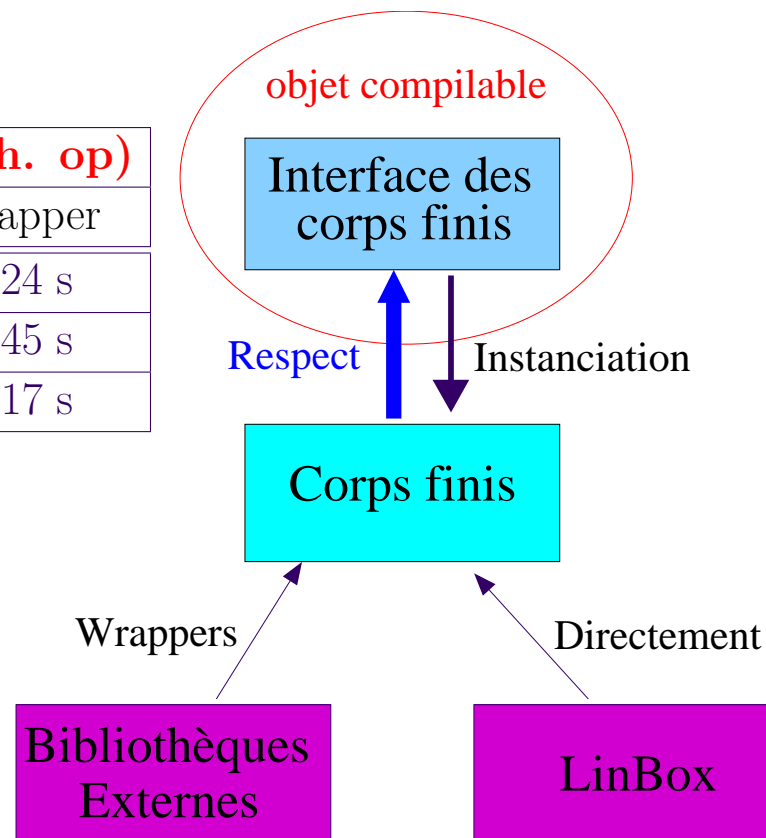 objet compilable
h. op)
apper
24 s
45 s
17 s
Interface des
corps finis
Respect
Instanciation
Corps finis
Wrappers
Directement
Bibliothèques
Externes
LinBox